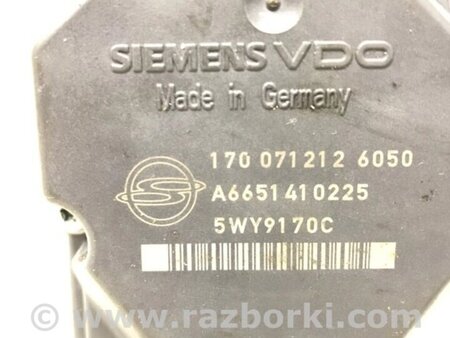 SIEMENS VDO
Made in Germany
170 071212 6050
A6651410225
5WY9170C
© www.razborki.com